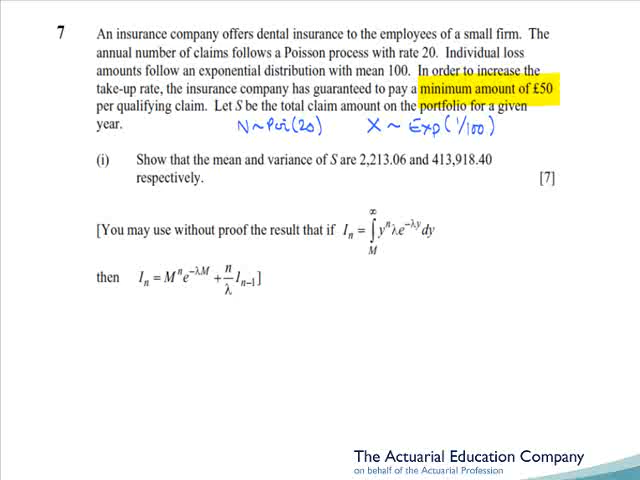 7 An insurance company offers dental insurance to the employees of a small firm. The
annual number of claims follows a Poisson process with rate 20. Individual loss
amounts follow an exponential distribution with mean 100. In order to increase the
take-up rate, the insurance company has guaranteed to pay a minimum amount of £50
per qualifying claim. Let S be the total claim amount on the portfolio for a given
year.
N ~ Poi(20) X ~ Exp(1/100)
(i) Show that the mean and variance of S are 2,213.06 and 413,918.40
respectively. [7]
[You may use without proof the result that if Iₙ = ∫_M^∞ yⁿλe^(−λy)dy
then Iₙ = Mⁿe^(−λM) + n/λ Iₙ₋₁]
The Actuarial Education Company
on behalf of the Actuarial Profession